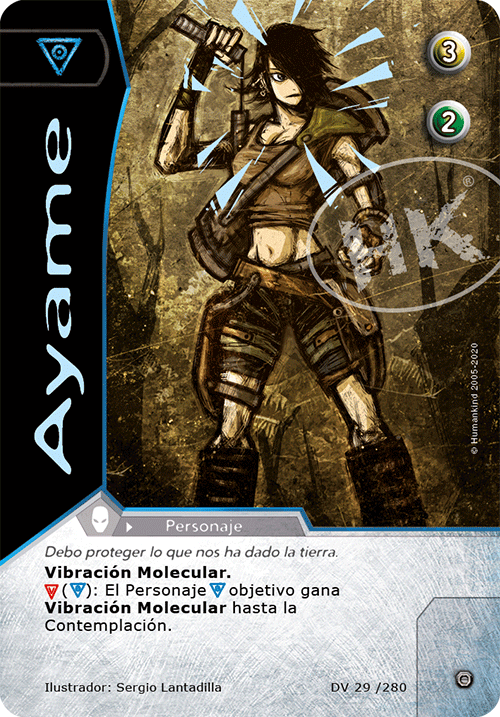 Ayame
3
2
HK
®
© Humankind 2005-2020
Personaje
Debo proteger lo que nos ha dado la tierra.
Vibración Molecular.
( ): El Personaje objetivo gana
Vibración Molecular hasta la
Contemplación.
Ilustrador: Sergio Lantadilla
DV 29 /280